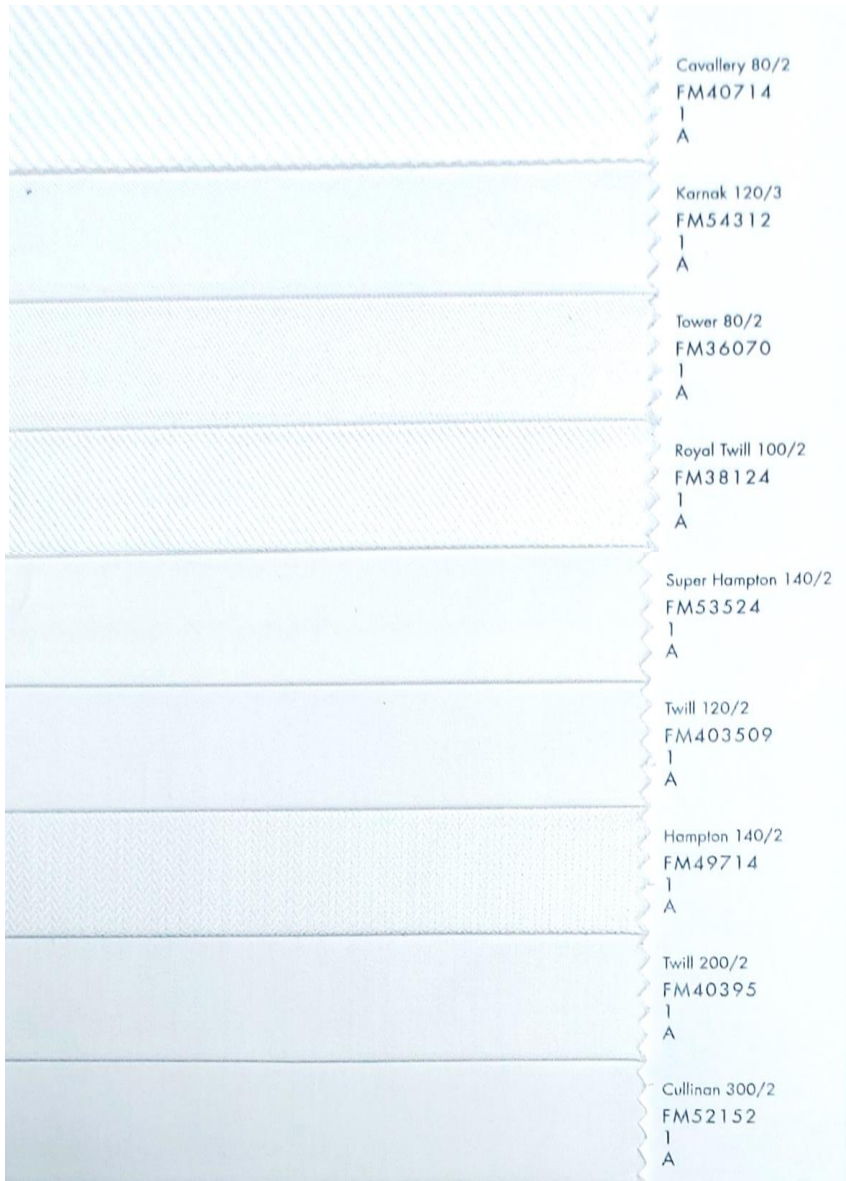 Cavallery 80/2
FM40714
1
A
Karnak 120/3
FM54312
1
A
Tower 80/2
FM36070
1
A
Royal Twill 100/2
FM38124
1
A
Super Hampton 140/2
FM53524
1
A
Twill 120/2
FM403509
1
A
Hampton 140/2
FM49714
1
A
Twill 200/2
FM40395
1
A
Cullinan 300/2
FM52152
1
A